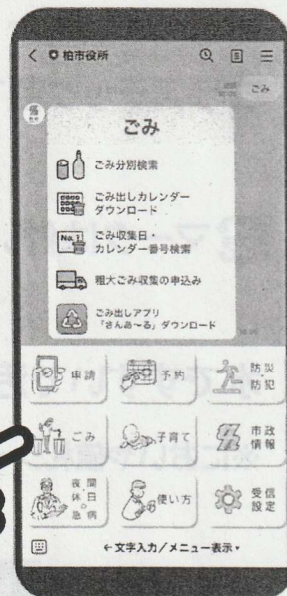 柏市役所
ごみ
ごみ
ごみ分別検索
ごみ出しカレンダー
ダウンロード
No.1
ごみ収集日・
カレンダー番号検索
粗大ごみ収集の申込み
ごみ出しアプリ
「さんあ~る」ダウンロード
申請
予約
防災
防犯
ごみ
子育て
市政
情報
夜間
休日
の
急病
使い方
受信
設定
←文字入力/メニュー表示▾